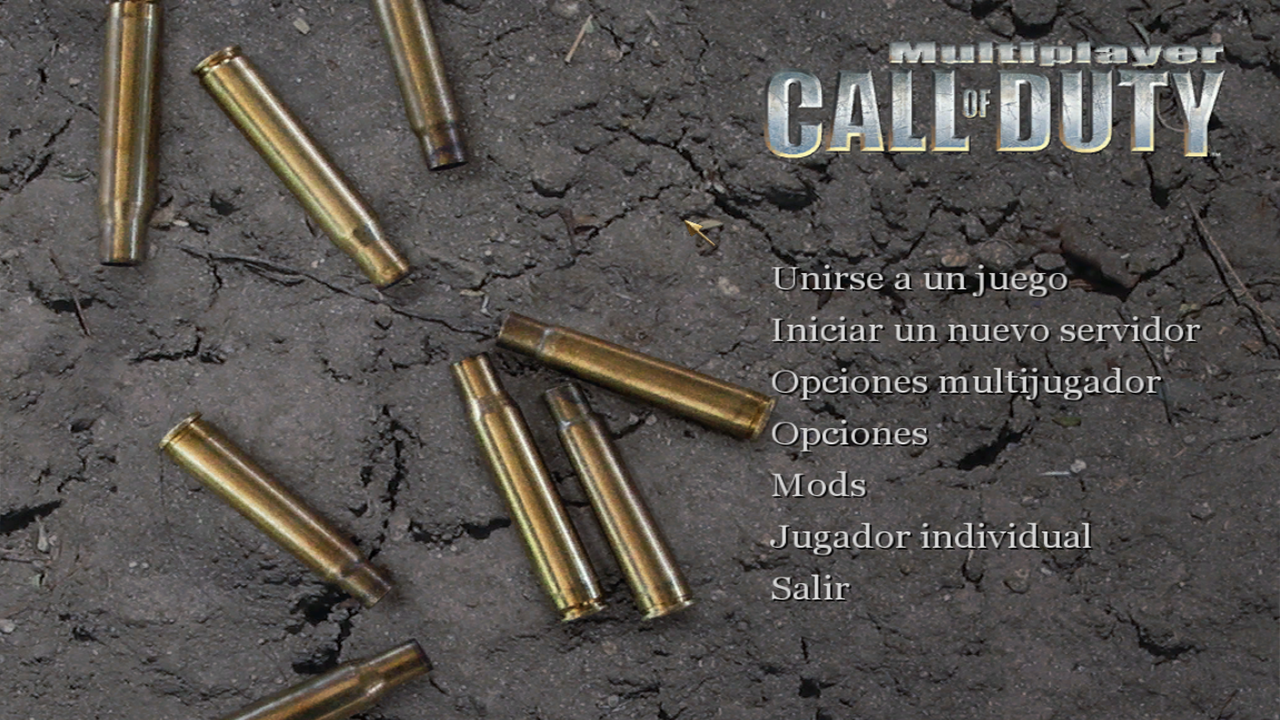 Multiplayer
CALL OF DUTY
Unirse a un juego
Iniciar un nuevo servidor
Opciones multijugador
Opciones
Mods
Jugador individual
Salir